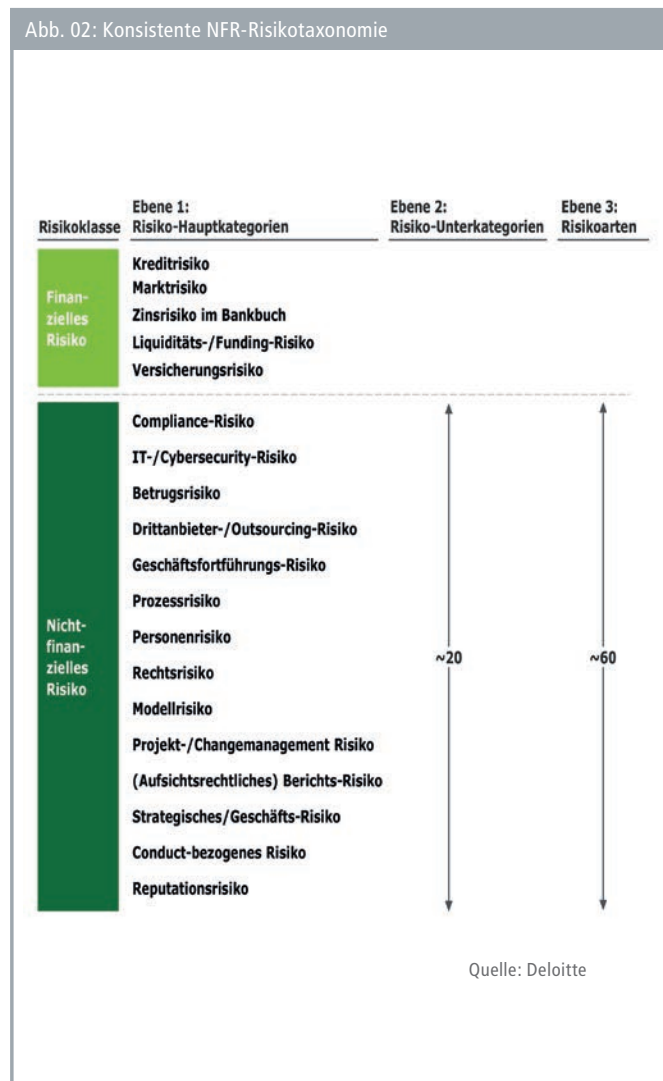 Abb. 02: Konsistente NFR-Risikotaxonomie
Risikoklasse
Ebene 1:
Risiko-Hauptkategorien
Ebene 2:
Risiko-Unterkategorien
Ebene 3:
Risikoarten
Finan-
zielles
Risiko
Kreditrisiko
Marktrisiko
Zinsrisiko im Bankbuch
Liquiditäts-/Funding-Risiko
Versicherungsrisiko
Nicht-
finan-
zielles
Risiko
Compliance-Risiko
IT-/Cybersecurity-Risiko
Betrugsrisiko
Drittanbieter-/Outsourcing-Risiko
Geschäftsfortführungs-Risiko
Prozessrisiko
Personenrisiko
Rechtsrisiko
Modellrisiko
Projekt-/Changemanagement Risiko
(Aufsichtsrechtliches) Berichts-Risiko
Strategisches/Geschäfts-Risiko
Conduct-bezogenes Risiko
Reputationsrisiko
~20
~60
Quelle: Deloitte